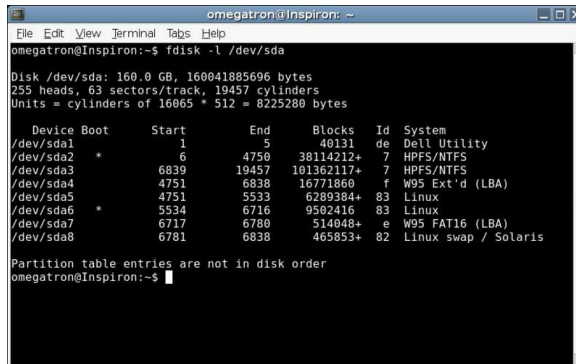 omegatron@Inspiron: ~
File Edit View Terminal Tabs Help
omegatron@Inspiron:~$ fdisk -l /dev/sda
Disk /dev/sda: 160.0 GB, 160041885696 bytes
255 heads, 63 sectors/track, 19457 cylinders
Units = cylinders of 16065 * 512 = 8225280 bytes
Device Boot Start End Blocks Id System
/dev/sda1 1 5 40131 de Dell Utility
/dev/sda2 * 6 4750 38114212+ 7 HPFS/NTFS
/dev/sda3 6839 19457 101362117+ 7 HPFS/NTFS
/dev/sda4 4751 6838 16771860 f W95 Ext'd (LBA)
/dev/sda5 4751 5533 6289384+ 83 Linux
/dev/sda6 * 5534 6716 9502416 83 Linux
/dev/sda7 6717 6780 514048+ e W95 FAT16 (LBA)
/dev/sda8 6781 6838 465853+ 82 Linux swap / Solaris
Partition table entries are not in disk order
omegatron@Inspiron:~$